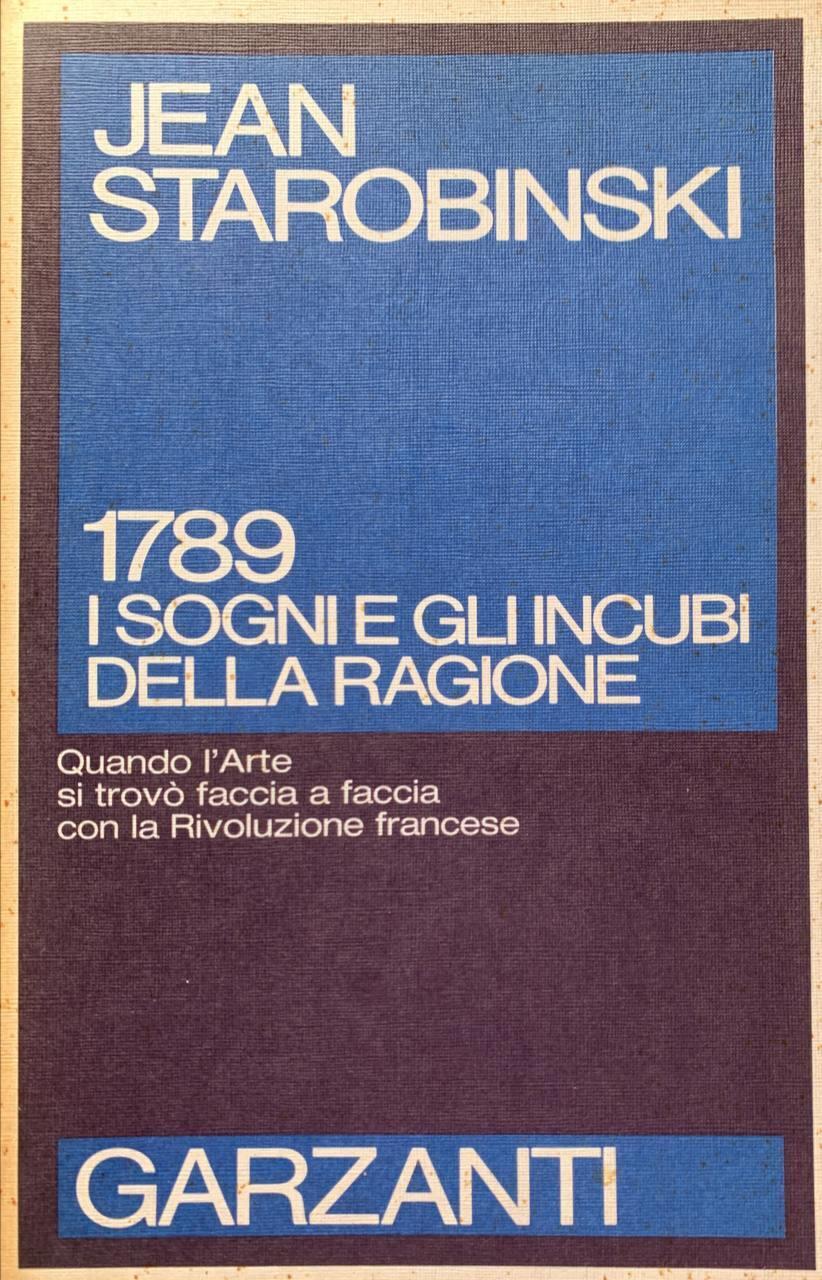 JEAN
STAROBINSKI
1789
I SOGNI E GLI INCUBI
DELLA RAGIONE
Quando l'Arte
si trovò faccia a faccia
con la Rivoluzione francese
GARZANTI